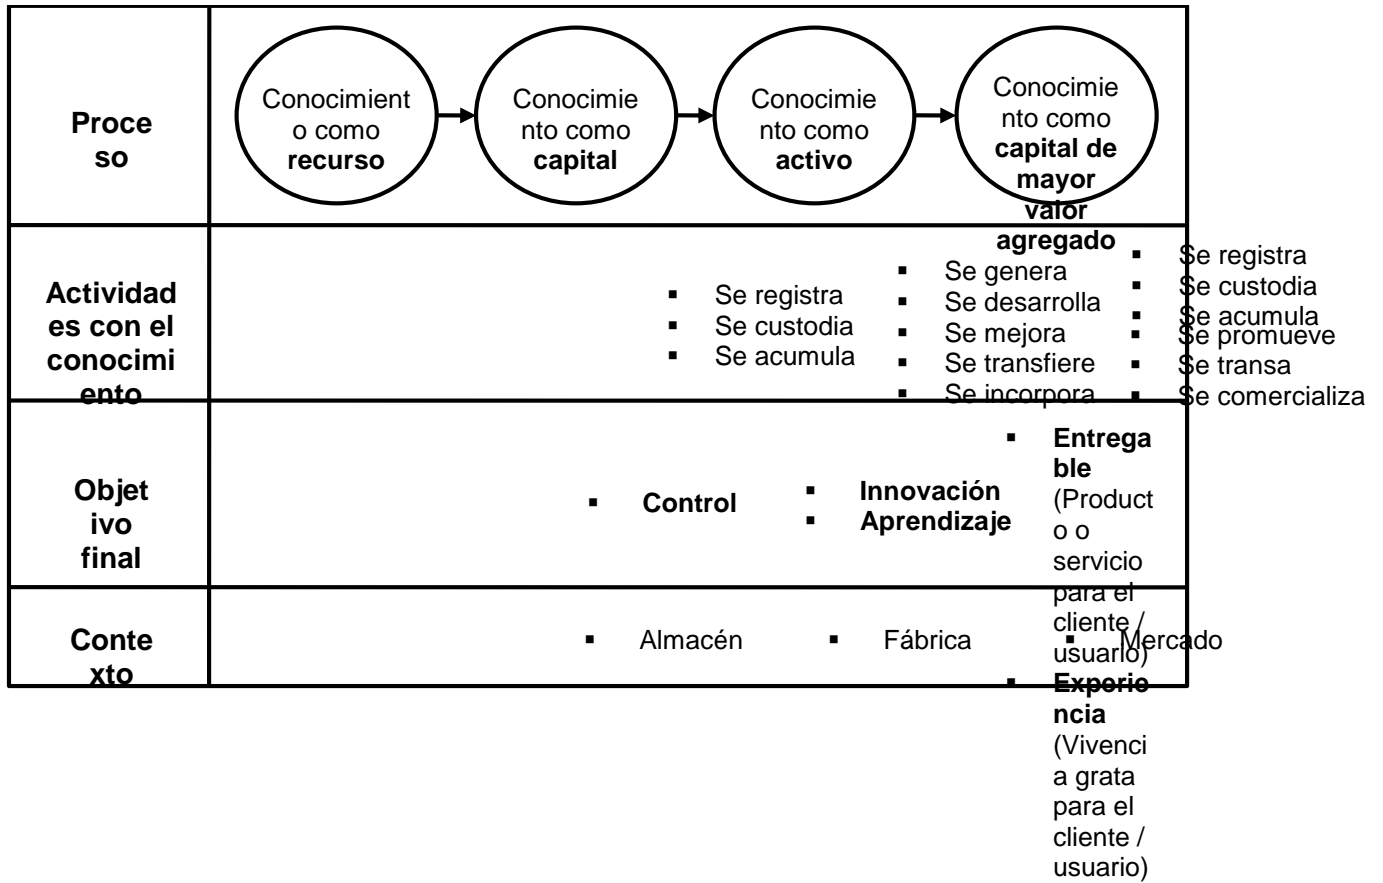 Proce
so
Conocimient
o como
recurso
Conocimie
nto como
capital
Conocimie
nto como
activo
Conocimie
nto como
capital de
mayor
valor
agregado
Actividad
es con el
conocimi
ento
▪ Se registra
▪ Se custodia
▪ Se acumula
▪ Se genera
▪ Se desarrolla
▪ Se mejora
▪ Se transfiere
▪ Se incorpora
▪ Se registra
▪ Se custodia
▪ Se acumula
▪ Se promueve
▪ Se transa
▪ Se comercializa
Objet
ivo
final
▪ Control
▪ Innovación
▪ Aprendizaje
▪ Entrega
ble
(Product
o o
servicio
para el
cliente /
usuario)
▪ Experie
ncia
(Vivenci
a grata
para el
cliente /
usuario)
Conte
xto
▪ Almacén
▪ Fábrica
▪ Mercado